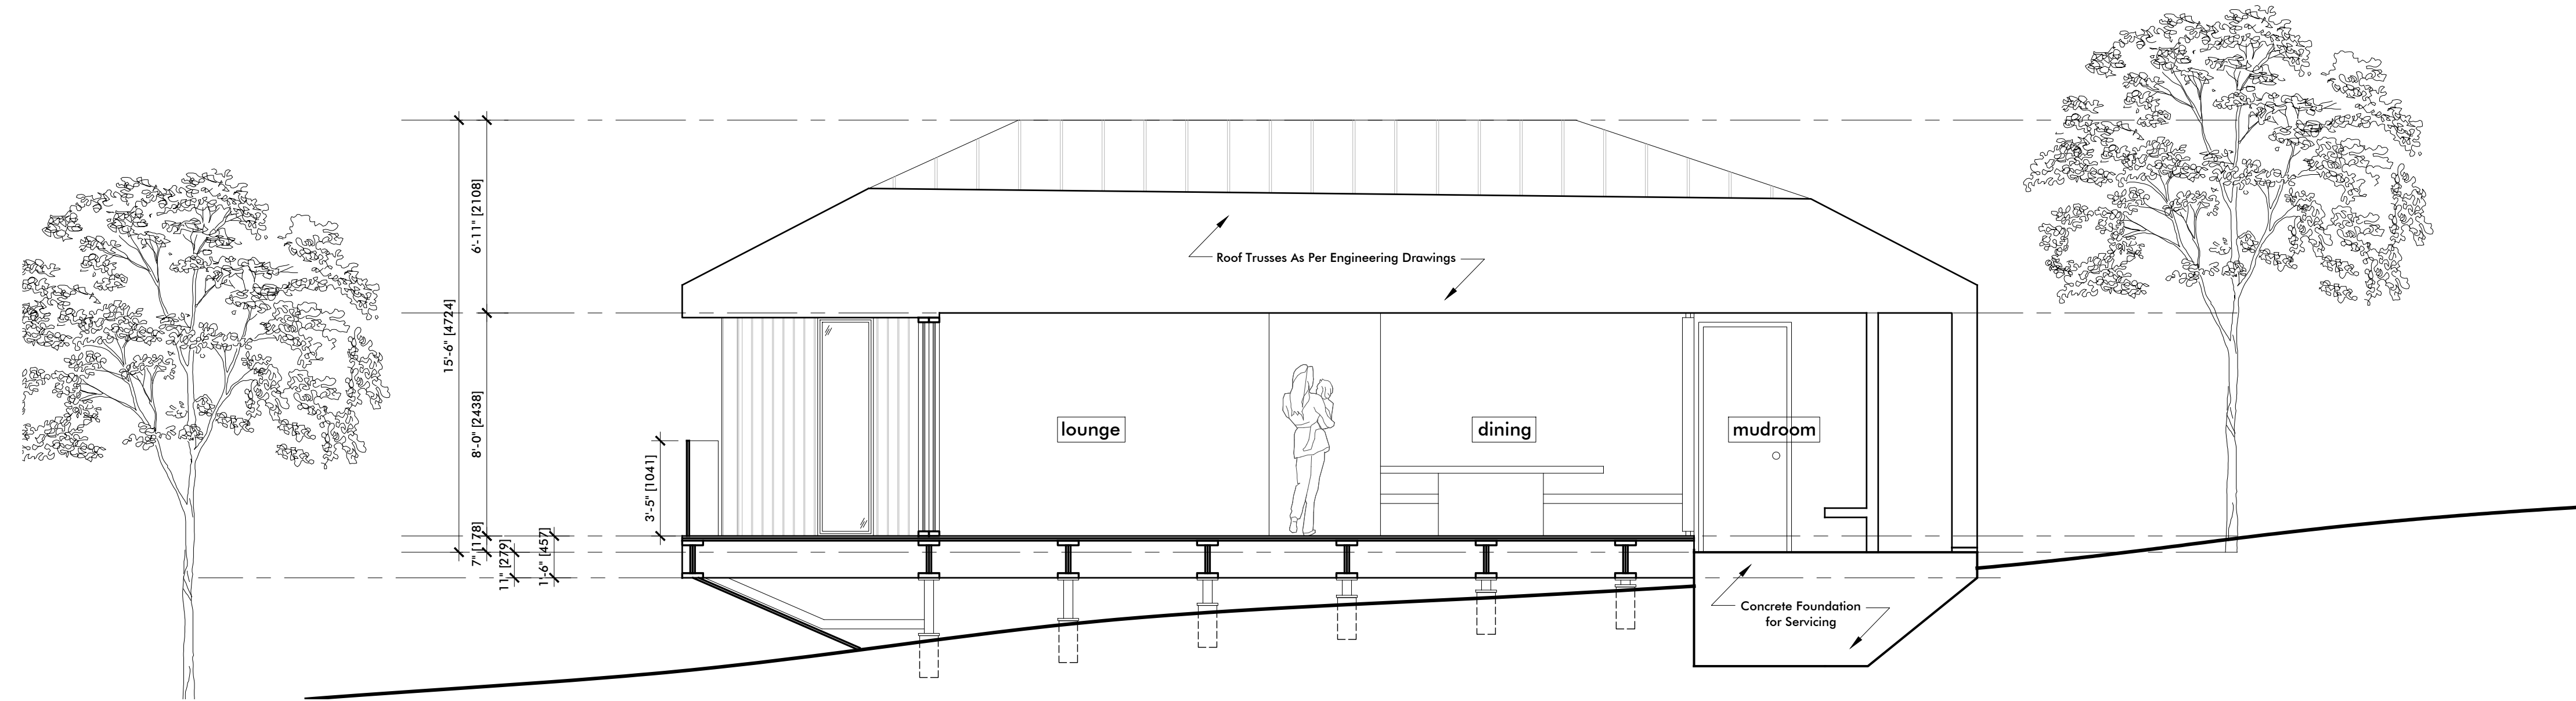 6'-11" [2108]
Roof Trusses As Per Engineering Drawings
15'-6" [4724]
8'-0" [2438]
lounge
dining
mudroom
3'-5" [1041]
7" [178]
11" [279]
1'-6" [457]
Concrete Foundation
for Servicing